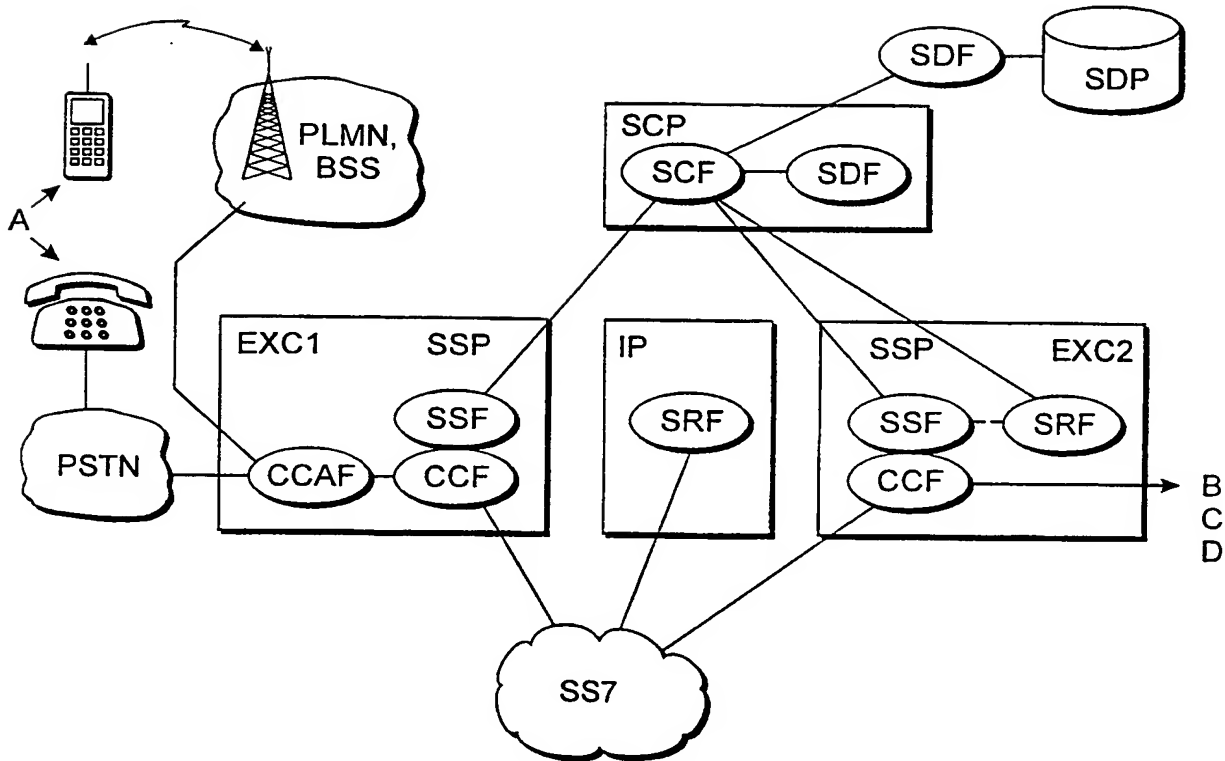 SDF
SDP
PLMN,
BSS
SCP
SCF
SDF
A
EXC1
SSP
IP
SSP
EXC2
SSF
SRF
SSF
SRF
PSTN
CCAF
CCF
CCF
B
C
D
SS7